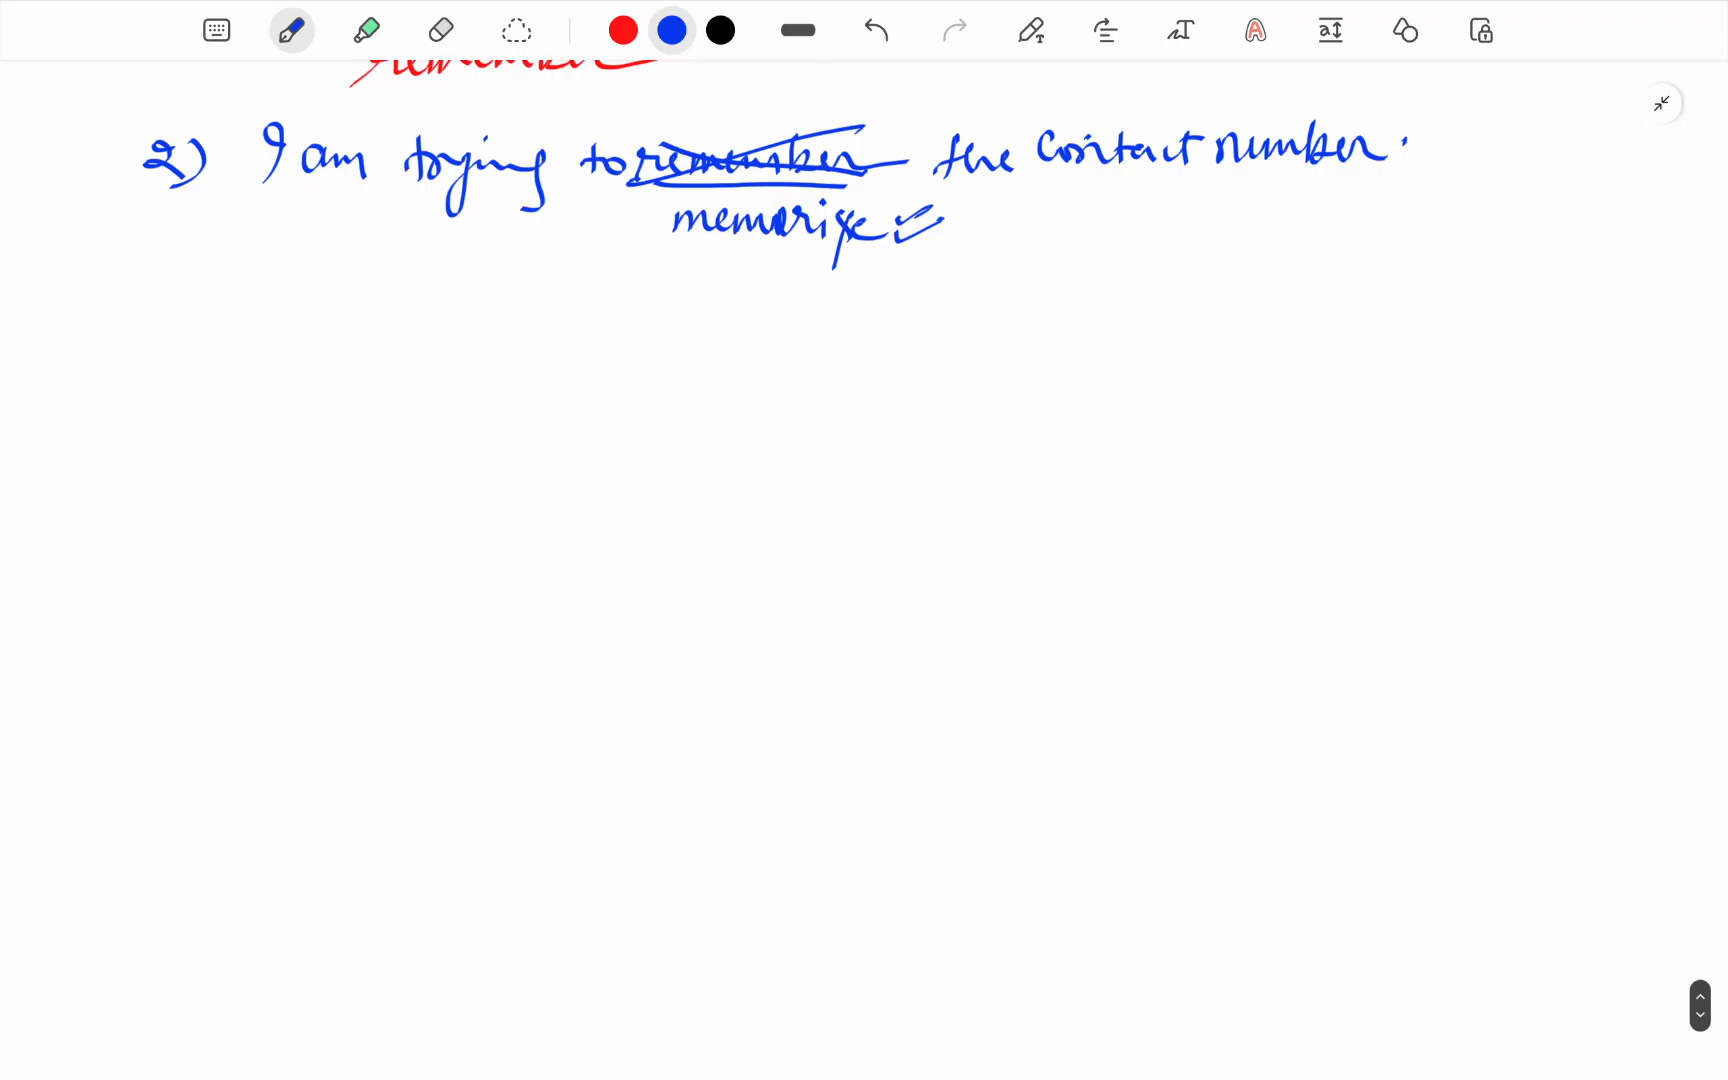 2) I am trying to remember the contact number.
memorize